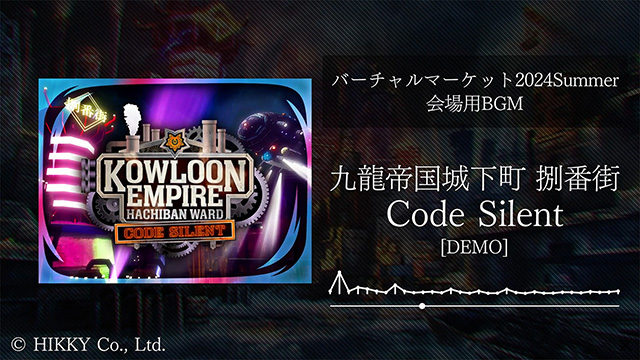 捌番街
KOWLOON
EMPIRE
HACHIBAN WARD
CODE SILENT
バーチャルマーケット2024Summer
会場用BGM
九龍帝国城下町 捌番街
Code Silent
[DEMO]
© HIKKY Co., Ltd.